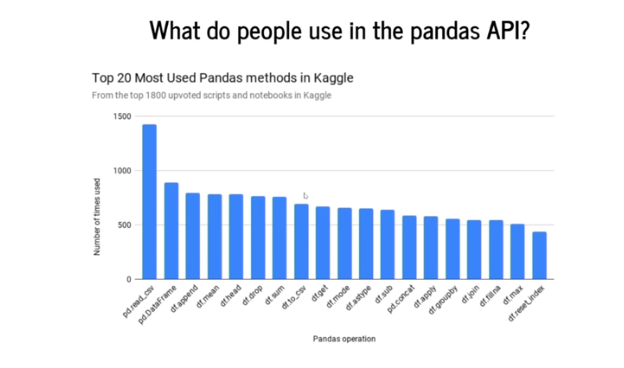 What do people use in the pandas API?
Top 20 Most Used Pandas methods in Kaggle
From the top 1800 upvoted scripts and notebooks in Kaggle
Number of times used
1500
1000
500
0
pd.read_csv
pd.DataFrame
df.append
df.mean
df.head
df.drop
df.sum
df.to_csv
df.get
df.mode
df.astype
df.sub
pd.concat
df.apply
df.groupby
df.join
df.fillna
df.max
df.reset_index
Pandas operation